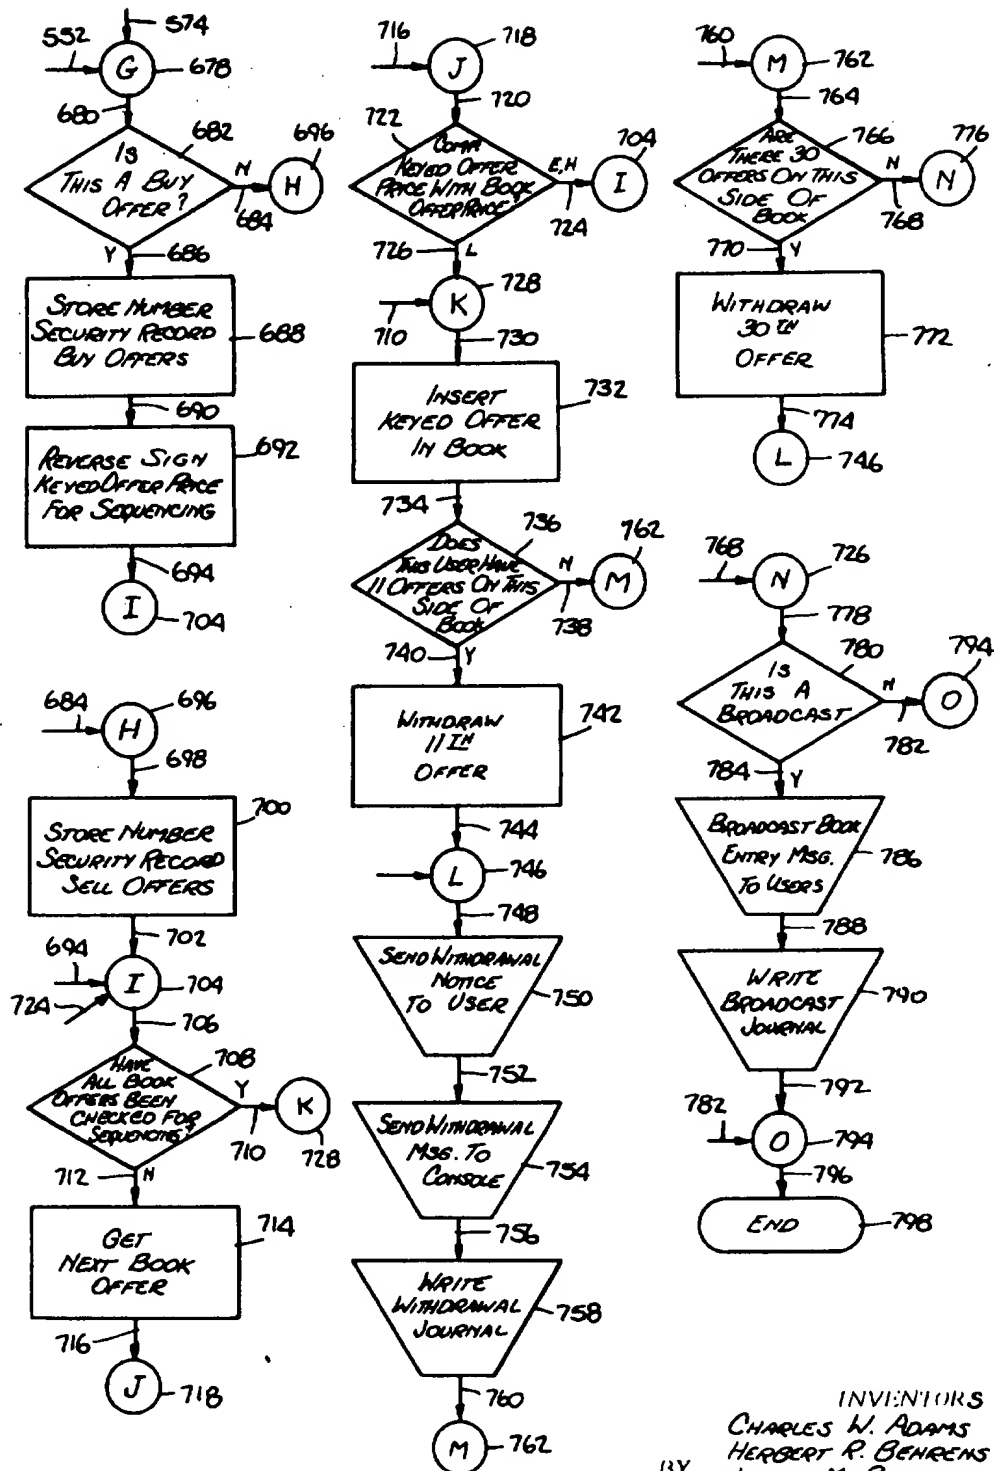 574
552
G
678
680
682
IS
THIS A BUY
OFFER?
N
684
696
H
Y
686
STORE NUMBER
SECURITY RECORD
BUY OFFERS
688
690
REVERSE SIGN
KEYED OFFER PRICE
FOR SEQUENCING
692
694
I
704
684
H
696
698
STORE NUMBER
SECURITY RECORD
SELL OFFERS
700
702
694
724
I
704
706
708
HAVE
ALL BOOK
OFFERS BEEN
CHECKED FOR
SEQUENCING?
Y
710
K
728
712
N
GET
NEXT BOOK
OFFER
714
716
J
718
716
J
718
720
722
COMP
KEYED OFFER
PRICE WITH BOOK
OFFER PRICE
E,H
724
704
I
726
L
K
728
710
730
INSERT
KEYED OFFER
IN BOOK
732
734
736
DOES
THIS USER HAVE
11 OFFERS ON THIS
SIDE OF
BOOK
N
738
762
M
740
Y
WITHDRAW
11TH
OFFER
742
744
L
746
748
SEND WITHDRAWAL
NOTICE
TO USER
750
752
SEND WITHDRAWAL
MSG. TO
CONSOLE
754
756
WRITE
WITHDRAWAL
JOURNAL
758
760
M
762
760
M
762
764
766
ARE
THERE 30
OFFERS ON THIS
SIDE OF
BOOK
N
768
776
N
770
Y
WITHDRAW
30TH
OFFER
772
774
L
746
768
N
726
778
780
IS
THIS A
BROADCAST
N
782
794
O
784
Y
BROADCAST BOOK
ENTRY MSG.
TO USERS
786
788
WRITE
BROADCAST
JOURNAL
790
792
782
O
794
796
END
798
INVENTORS
CHARLES W. ADAMS
HERBERT R. BEHRENS
BY